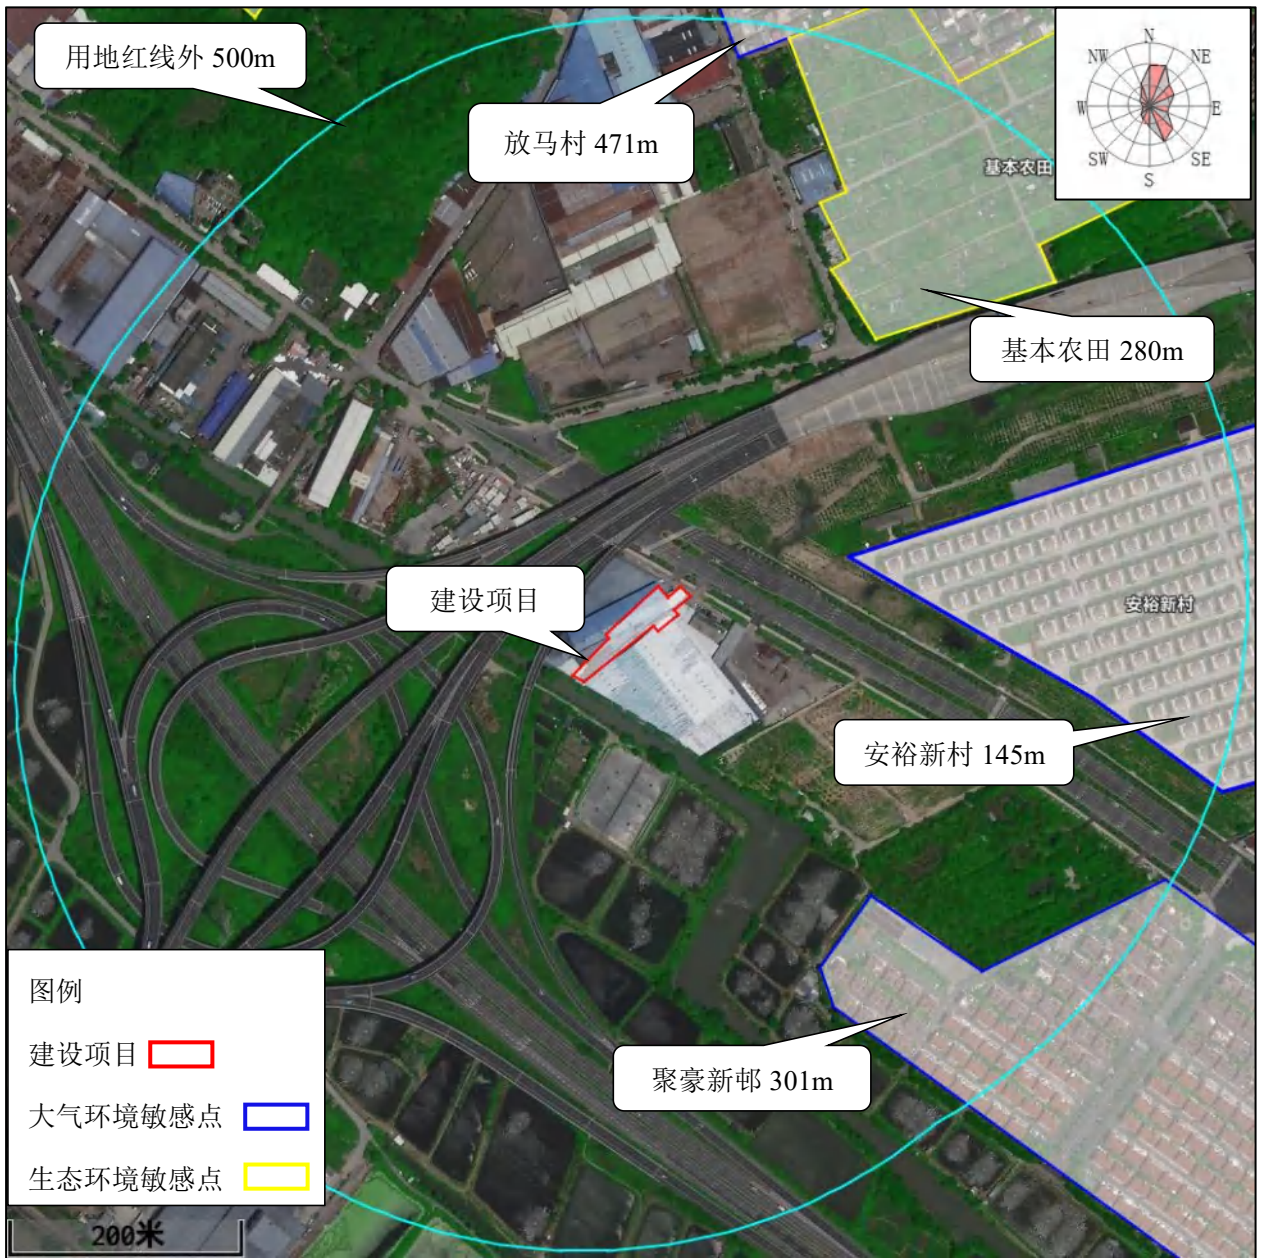 用地红线外 500m
放马村 471m
N
NW
NE
W
E
SW
SE
S
基本农田
基本农田 280m
建设项目
安裕新村
安裕新村 145m
聚豪新邨 301m
图例
建设项目
大气环境敏感点
生态环境敏感点
200米